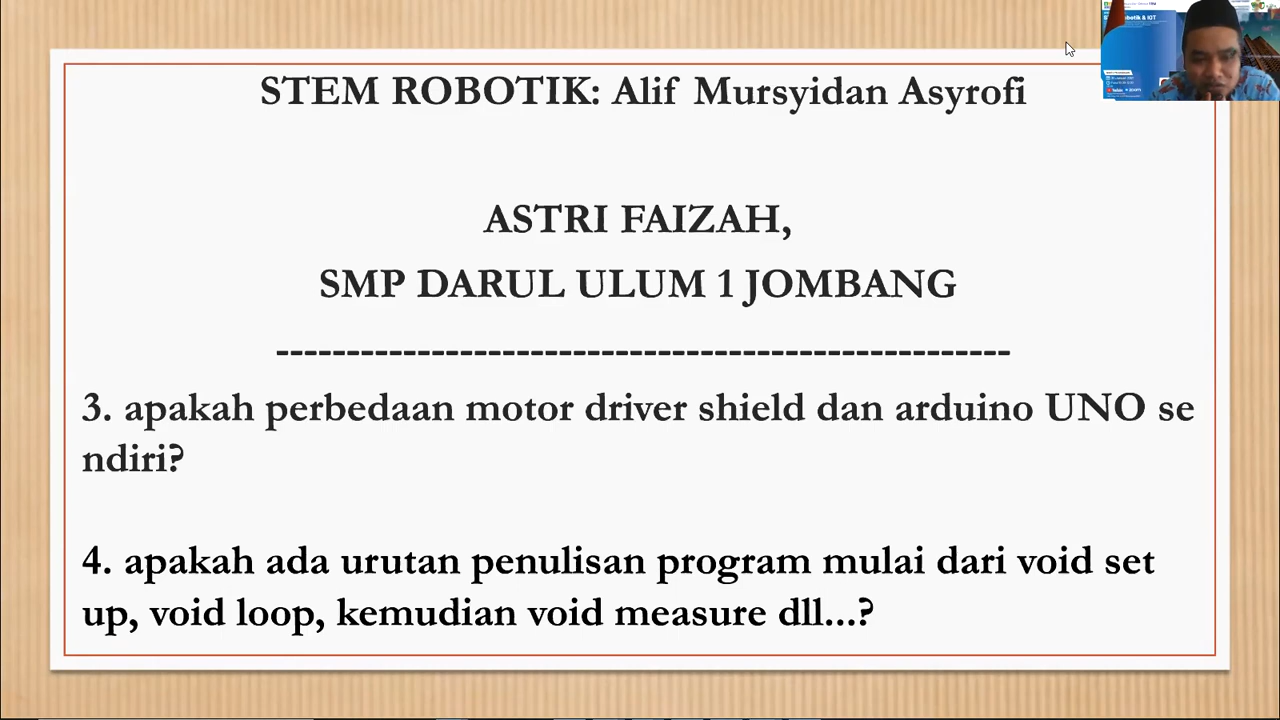 STEM ROBOTIK: Alif Mursyidan Asyrofi
ASTRI FAIZAH,
SMP DARUL ULUM 1 JOMBANG
----------------------------------------------------
3. apakah perbedaan motor driver shield dan arduino UNO se
ndiri?
4. apakah ada urutan penulisan program mulai dari void set
up, void loop, kemudian void measure dll...?